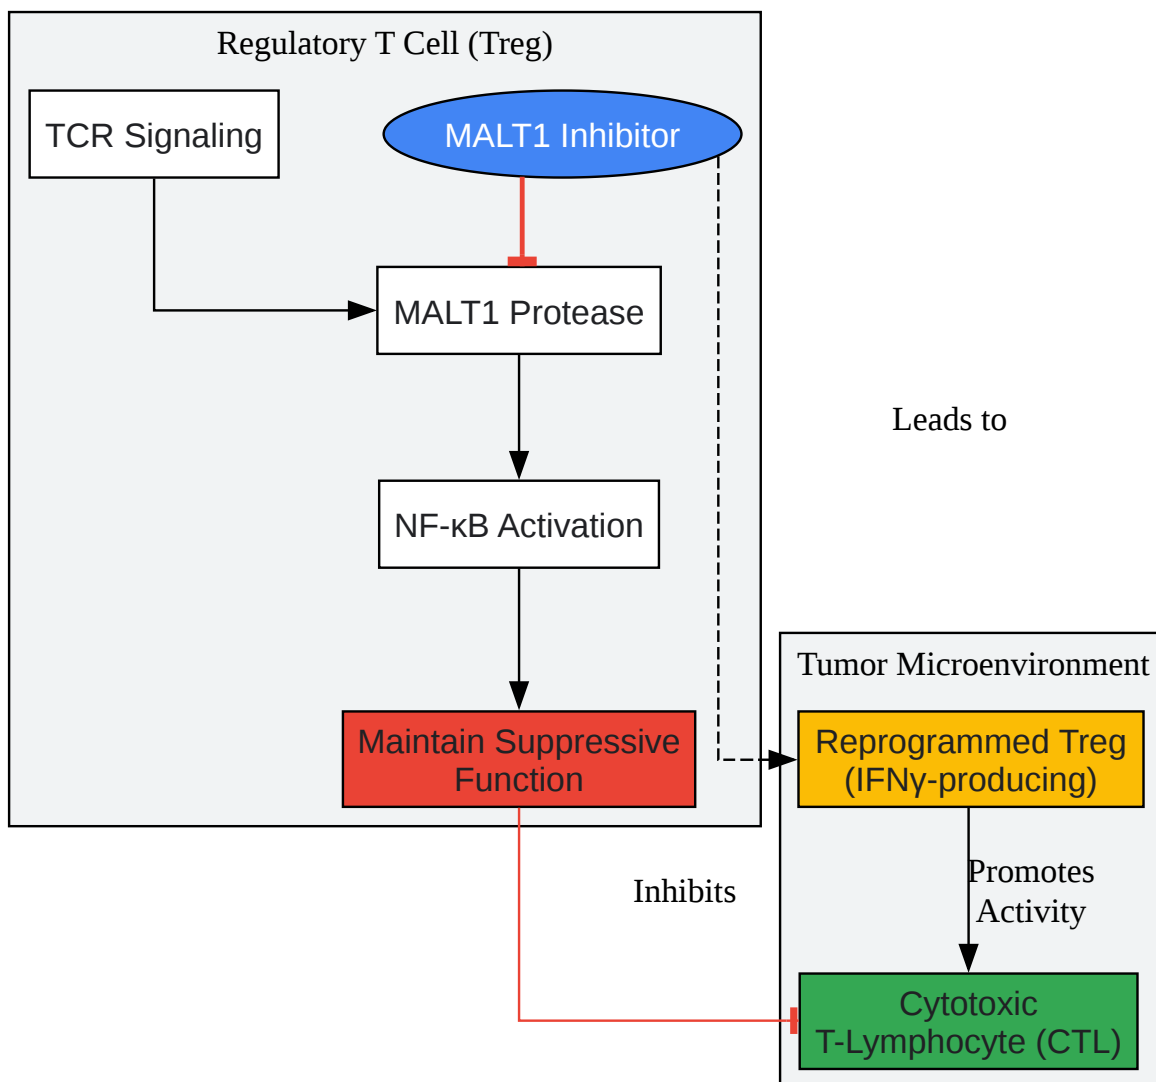 Regulatory T Cell (Treg)
TCR Signaling
MALT1 Inhibitor
MALT1 Protease
Leads to
NF-κB Activation
Tumor Microenvironment
Maintain Suppressive
Function
Reprogrammed Treg
(IFNγ-producing)
Inhibits
Promotes
Activity
Cytotoxic
T-Lymphocyte (CTL)